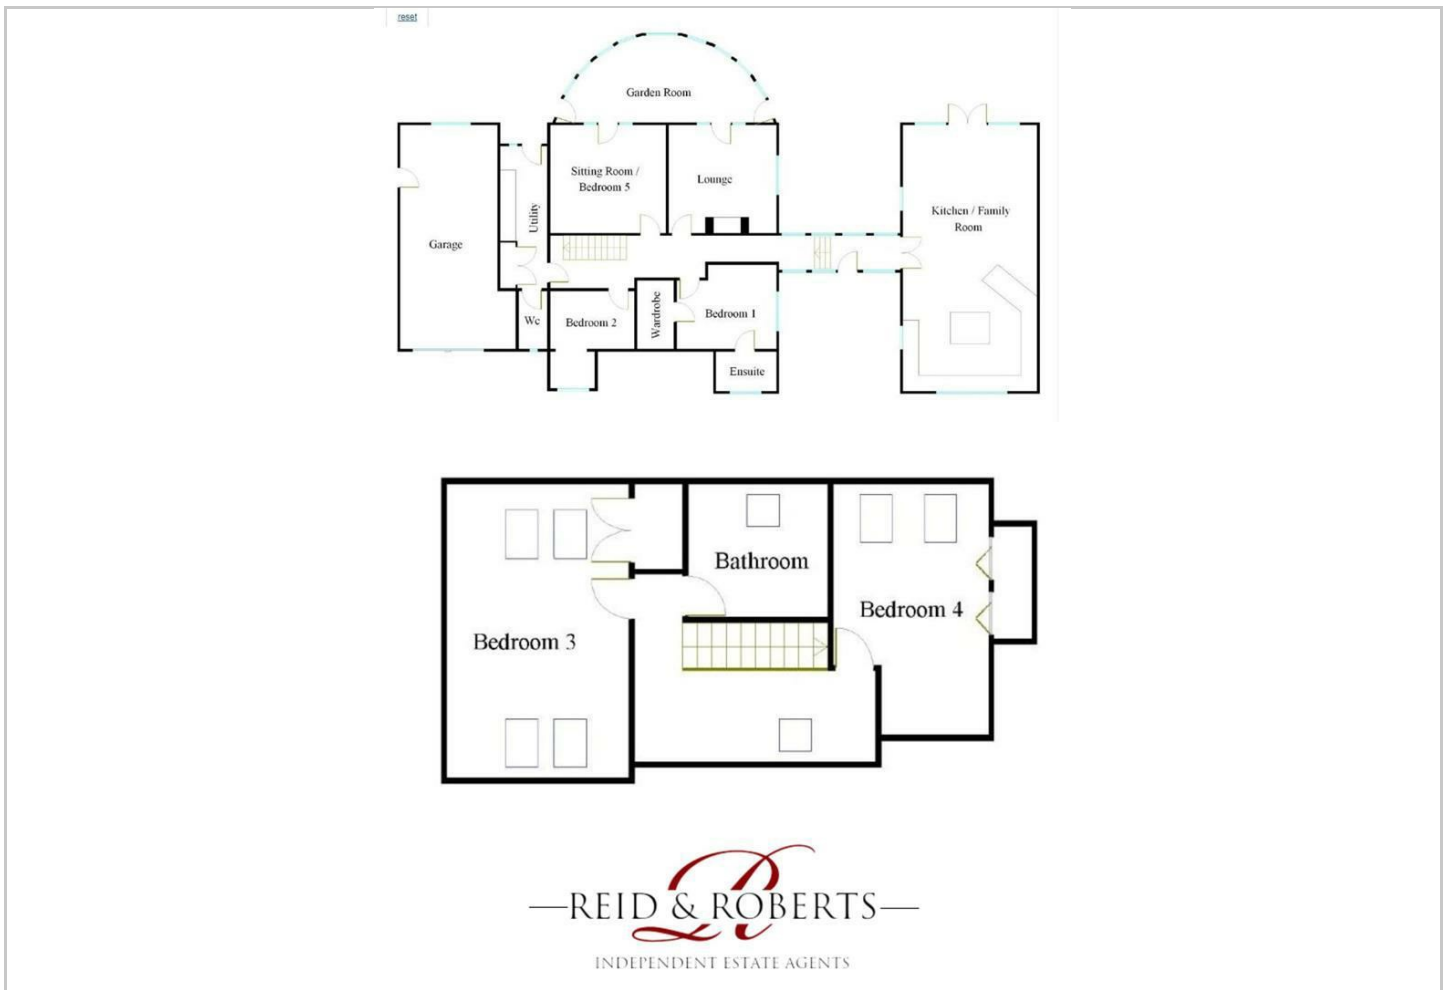 reset
Garden Room
Sitting Room /
Bedroom 5
Lounge
Utility
Garage
Kitchen / Family
Room
Wc
Bedroom 2
Wardrobe
Bedroom 1
Ensuite
Bathroom
Bedroom 3
Bedroom 4
R
REID & ROBERTS
INDEPENDENT ESTATE AGENTS